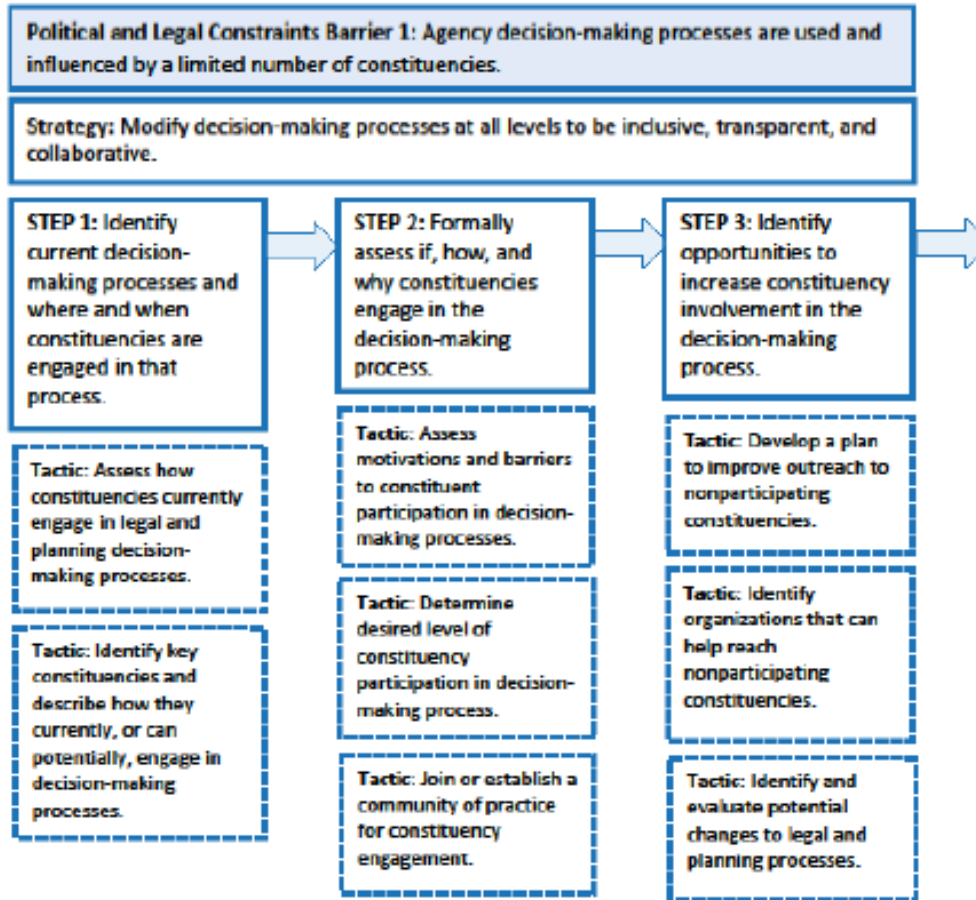 Political and Legal Constraints Barrier 1: Agency decision-making processes are used and
influenced by a limited number of constituencies.
Strategy: Modify decision-making processes at all levels to be inclusive, transparent, and
collaborative.
STEP 1: Identify
current decision-
making processes and
where and when
constituencies are
engaged in that
process.
Tactic: Assess how
constituencies currently
engage in legal and
planning decision-
making processes.
Tactic: Identify key
constituencies and
describe how they
currently, or can
potentially, engage in
decision-making
processes.
STEP 2: Formally
assess if, how, and
why constituencies
engage in the
decision-making
process.
Tactic: Assess
motivations and barriers
to constituent
participation in decision-
making processes.
Tactic: Determine
desired level of
constituency
participation in decision-
making process.
Tactic: Join or establish a
community of practice
for constituency
engagement.
STEP 3: Identify
opportunities to
increase constituency
involvement in the
decision-making
process.
Tactic: Develop a plan
to improve outreach to
nonparticipating
constituencies.
Tactic: Identify
organizations that can
help reach
nonparticipating
constituencies.
Tactic: Identify and
evaluate potential
changes to legal and
planning processes.